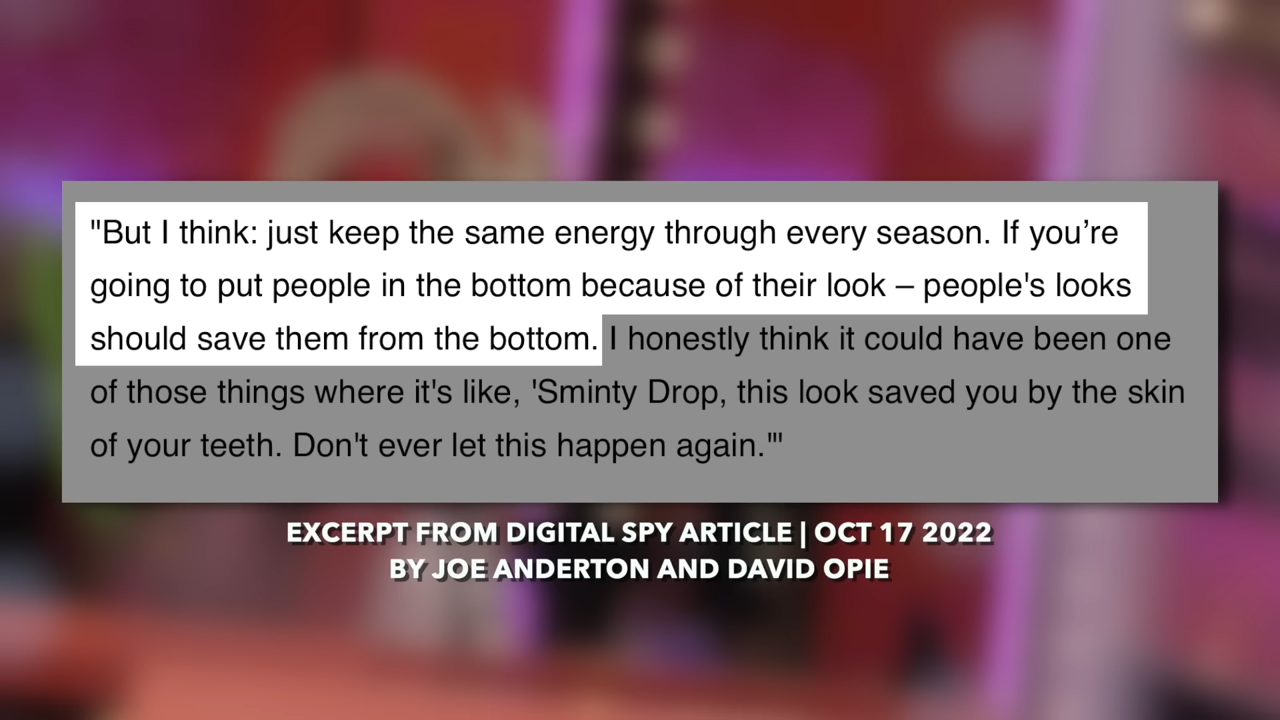 "But I think: just keep the same energy through every season. If you’re
going to put people in the bottom because of their look – people's looks
should save them from the bottom. I honestly think it could have been one
of those things where it's like, 'Sminty Drop, this look saved you by the skin
of your teeth. Don't ever let this happen again.'"
EXCERPT FROM DIGITAL SPY ARTICLE | OCT 17 2022
BY JOE ANDERTON AND DAVID OPIE